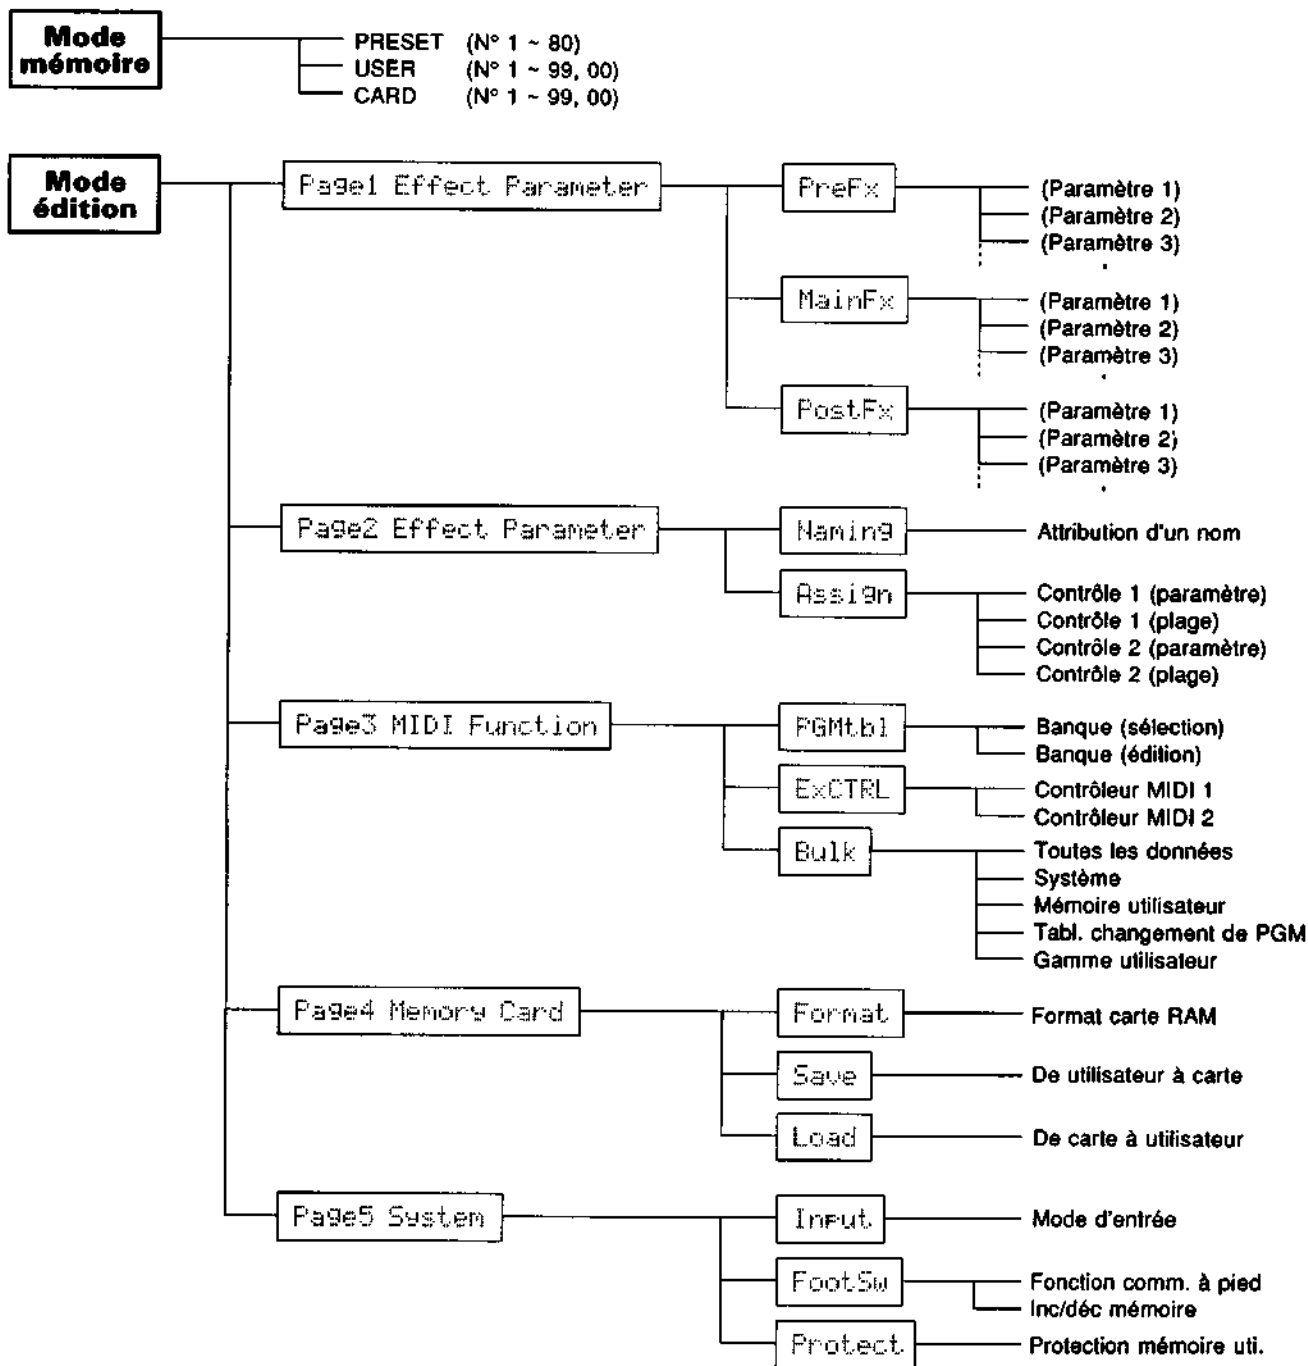 Mode
mémoire
PRESET (N° 1 ~ 80)
USER (N° 1 ~ 99, 00)
CARD (N° 1 ~ 99, 00)
Mode
édition
Page1 Effect Parameter
PreFx
(Paramètre 1)
(Paramètre 2)
(Paramètre 3)
MainFx
(Paramètre 1)
(Paramètre 2)
(Paramètre 3)
PostFx
(Paramètre 1)
(Paramètre 2)
(Paramètre 3)
Page2 Effect Parameter
Naming
Attribution d'un nom
Assign
Contrôle 1 (paramètre)
Contrôle 1 (plage)
Contrôle 2 (paramètre)
Contrôle 2 (plage)
Page3 MIDI Function
PGMtbl
Banque (sélection)
Banque (édition)
ExCTRL
Contrôleur MIDI 1
Contrôleur MIDI 2
Bulk
Toutes les données
Système
Mémoire utilisateur
Tabl. changement de PGM
Gamme utilisateur
Page4 Memory Card
Format
Format carte RAM
Save
De utilisateur à carte
Load
De carte à utilisateur
Page5 System
Input
Mode d'entrée
FootSw
Fonction comm. à pied
Inc/déc mémoire
Protect
Protection mémoire uti.